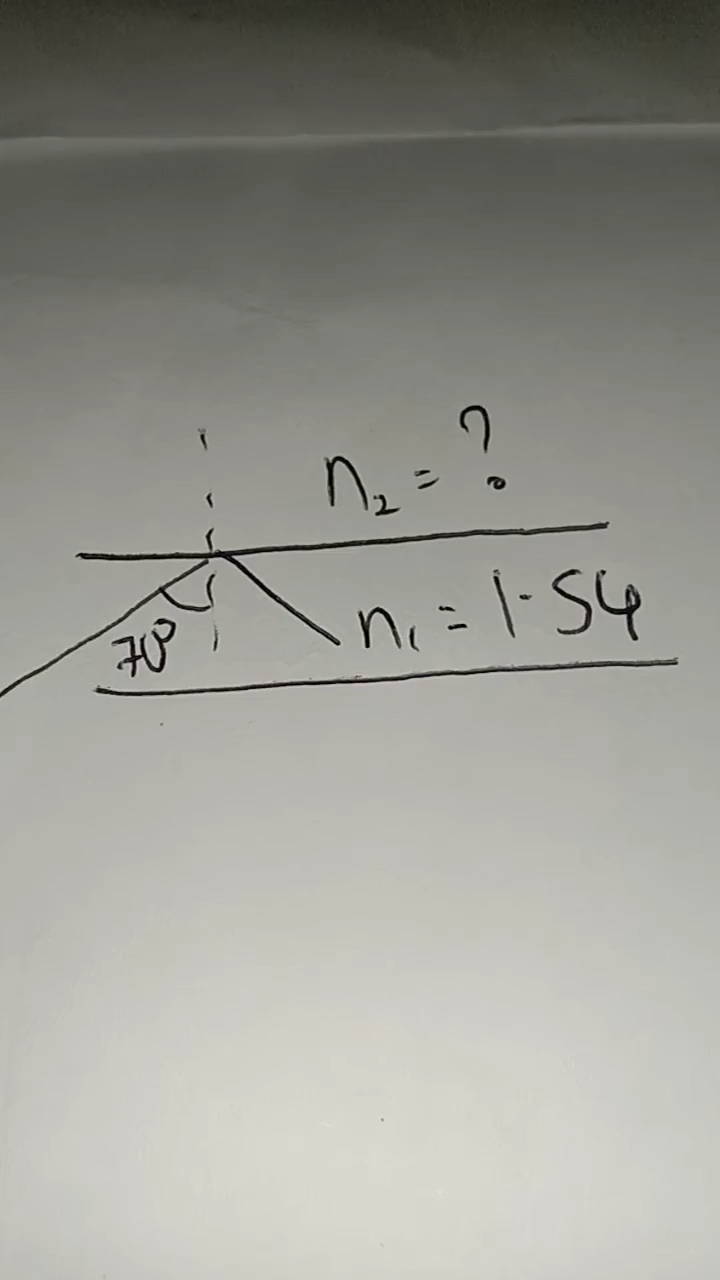 n₂ = ?
70°
n₁ = 1.54